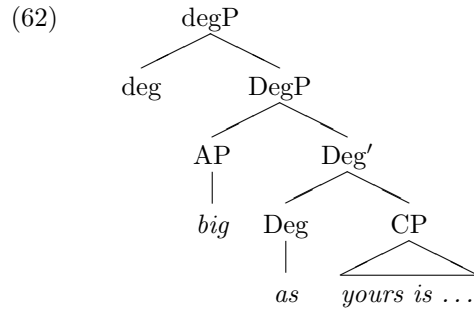 (62) degP
deg DegP
AP Deg′
big Deg CP
as yours is ...